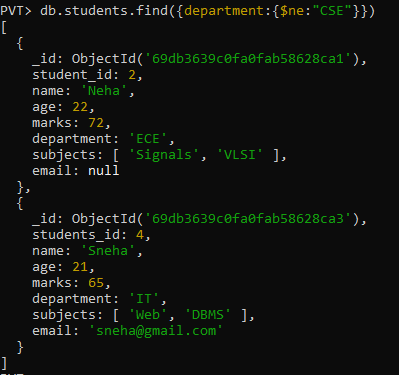 PVT> db.students.find({department:{$ne:"CSE"}})
[
  {
    _id: ObjectId('69db3639c0fa0fab58628ca1'),
    student_id: 2,
    name: 'Neha',
    age: 22,
    marks: 72,
    department: 'ECE',
    subjects: [ 'Signals', 'VLSI' ],
    email: null
  },
  {
    _id: ObjectId('69db3639c0fa0fab58628ca3'),
    students_id: 4,
    name: 'Sneha',
    age: 21,
    marks: 65,
    department: 'IT',
    subjects: [ 'Web', 'DBMS' ],
    email: 'sneha@gmail.com'
  }
]